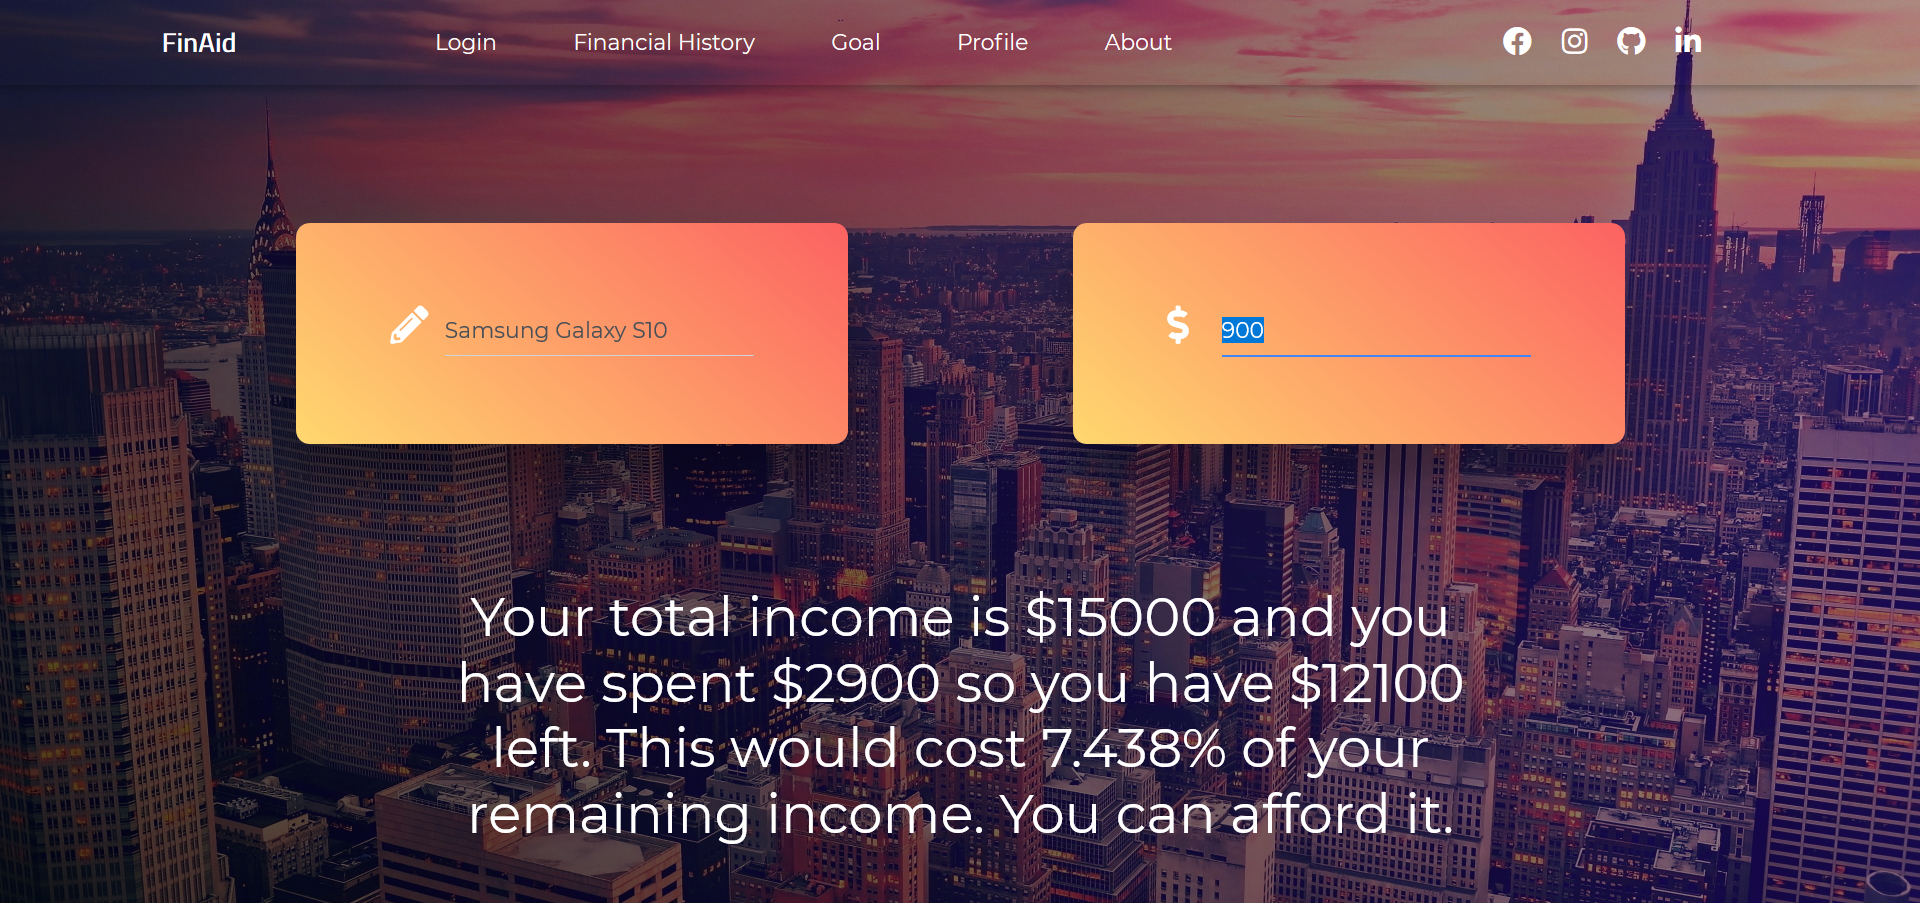 FinAid Login Financial History Goal Profile About
Samsung Galaxy S10
900
Your total income is $15000 and you
have spent $2900 so you have $12100
left. This would cost 7.438% of your
remaining income. You can afford it.